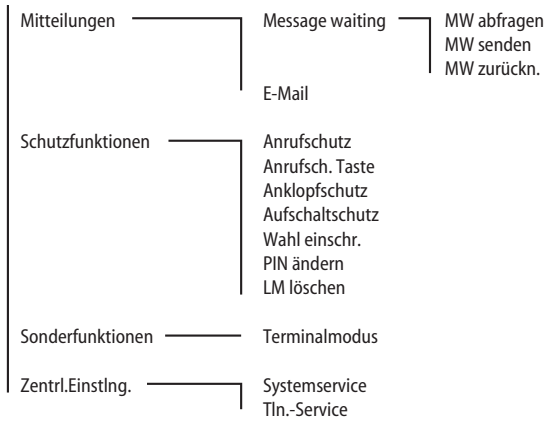 Mitteilungen Message waiting MW abfragen
MW senden
MW zurückn.
E-Mail
Schutzfunktionen Anrufschutz
Anrufsch. Taste
Anklopfschutz
Aufschaltschutz
Wahl einschr.
PIN ändern
LM löschen
Sonderfunktionen Terminalmodus
Zentrl.Einstlng. Systemservice
Tln.-Service